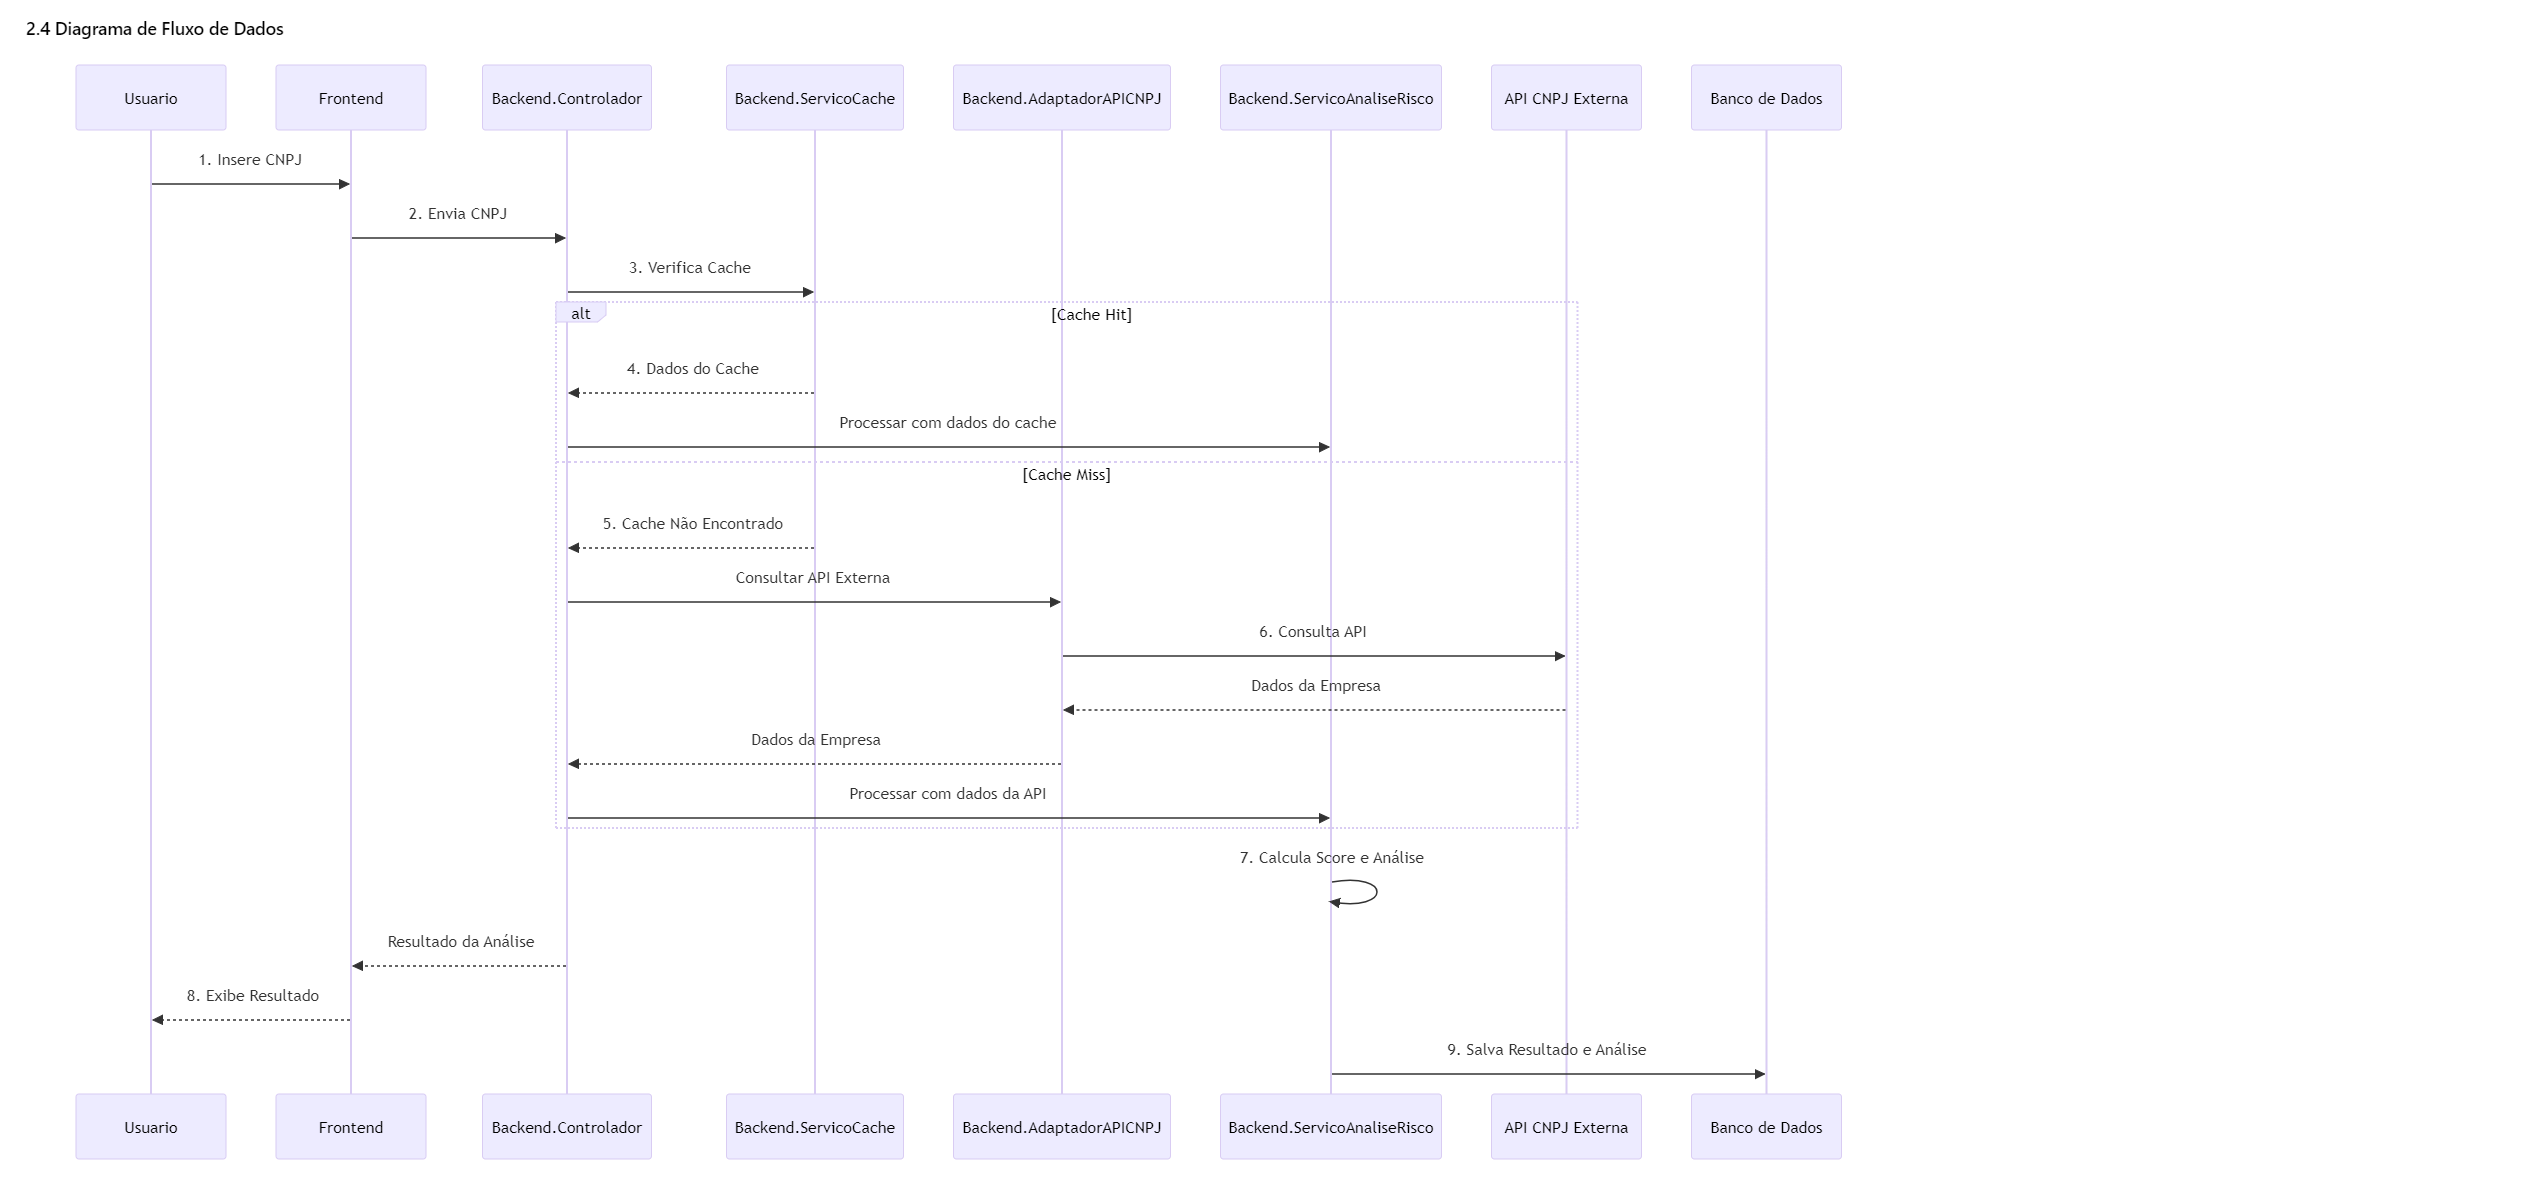 2.4 Diagrama de Fluxo de Dados
Usuario
Frontend
Backend.Controlador
Backend.ServicoCache
Backend.AdaptadorAPICNPJ
Backend.ServicoAnaliseRisco
API CNPJ Externa
Banco de Dados
1. Insere CNPJ
2. Envia CNPJ
3. Verifica Cache
alt
[Cache Hit]
4. Dados do Cache
Processar com dados do cache
[Cache Miss]
5. Cache Não Encontrado
Consultar API Externa
6. Consulta API
Dados da Empresa
Dados da Empresa
Processar com dados da API
7. Calcula Score e Análise
Resultado da Análise
8. Exibe Resultado
9. Salva Resultado e Análise
Usuario
Frontend
Backend.Controlador
Backend.ServicoCache
Backend.AdaptadorAPICNPJ
Backend.ServicoAnaliseRisco
API CNPJ Externa
Banco de Dados